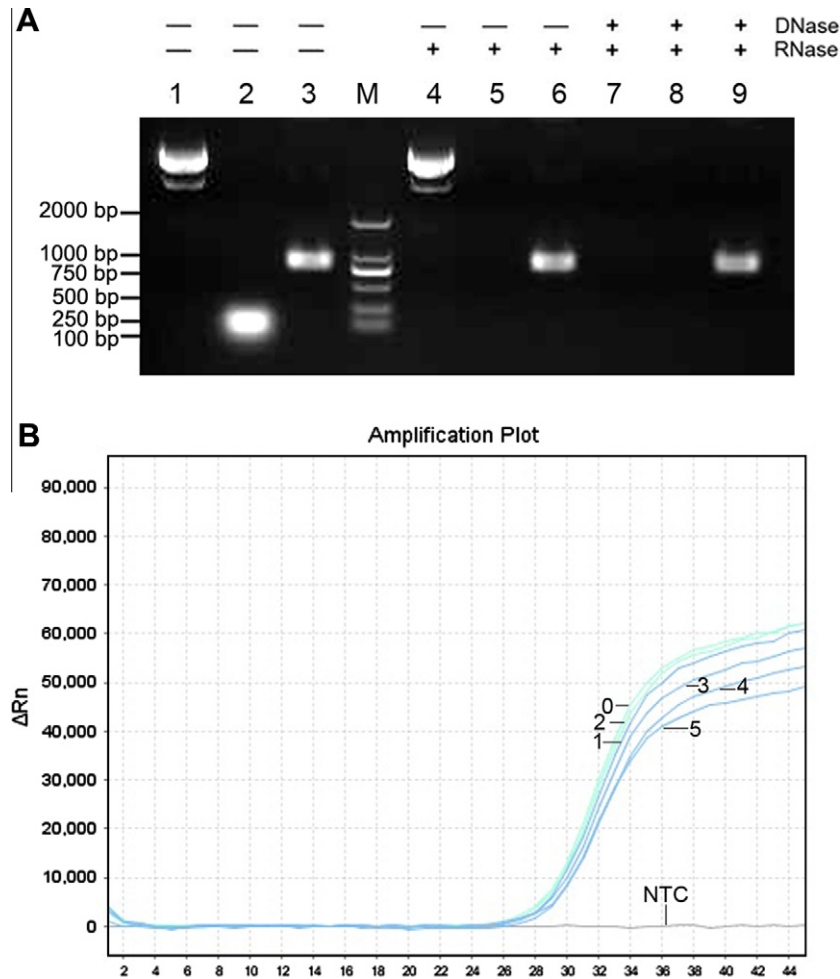 A
— — — — — — + + + DNase
— — — + + + + + + RNase
1 2 3 M 4 5 6 7 8 9
2000 bp
1000 bp
750 bp
500 bp
250 bp
100 bp
B
Amplification Plot
90,000
80,000
70,000
60,000
50,000
40,000
30,000
20,000
10,000
0
ΔRn
0
2
1
3
4
5
NTC
2 4 6 8 10 12 14 16 18 20 22 24 26 28 30 32 34 36 38 40 42 44